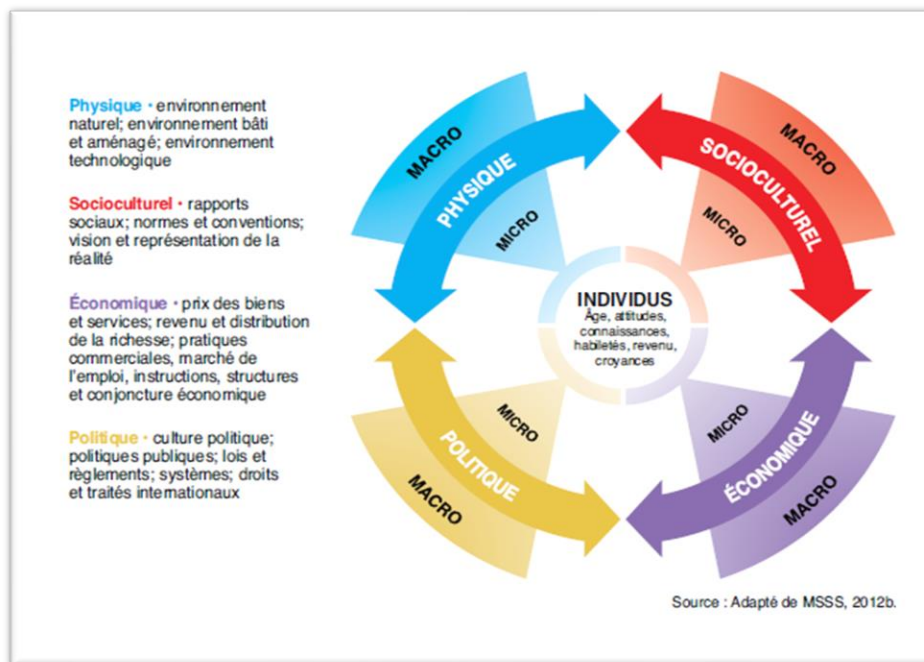 Physique • environnement
naturel; environnement bâti
et aménagé; environnement
technologique
Socioculturel • rapports
sociaux; normes et conventions;
vision et représentation de la
réalité
Économique • prix des biens
et services; revenu et distribution
de la richesse; pratiques
commerciales, marché de
l'emploi, instructions, structures
et conjoncture économique
Politique • culture politique;
politiques publiques; lois et
règlements; systèmes; droits
et traités internationaux
MACRO
PHYSIQUE
MICRO
MACRO
SOCIOCULTUREL
MICRO
INDIVIDUS
Âge, attitudes,
connaissances,
habiletés, revenu,
croyances
MICRO
POLITIQUE
MACRO
MICRO
ÉCONOMIQUE
MACRO
Source : Adapté de MSSS, 2012b.